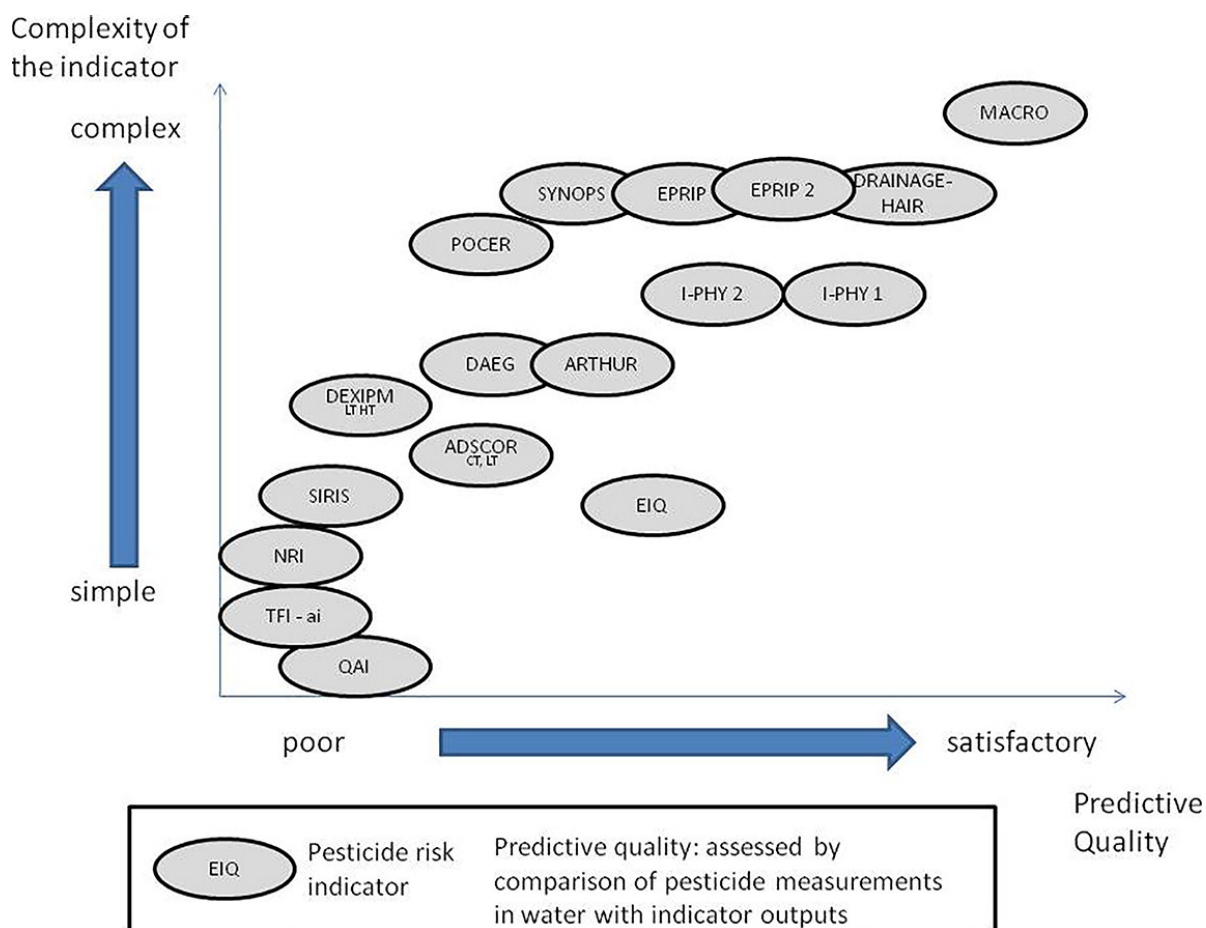 Complexity of
the indicator
complex
MACRO
SYNOPS
EPRIP
EPRIP 2
DRAINAGE-
HAIR
POCER
I-PHY 2
I-PHY 1
DAEG
ARTHUR
DEXIPM
LT HT
ADSCOR
CT, LT
SIRIS
EIQ
NRI
simple
TFI - ai
QAI
poor
satisfactory
Predictive
Quality
EIQ
Pesticide risk
indicator
Predictive quality: assessed by
comparison of pesticide measurements
in water with indicator outputs